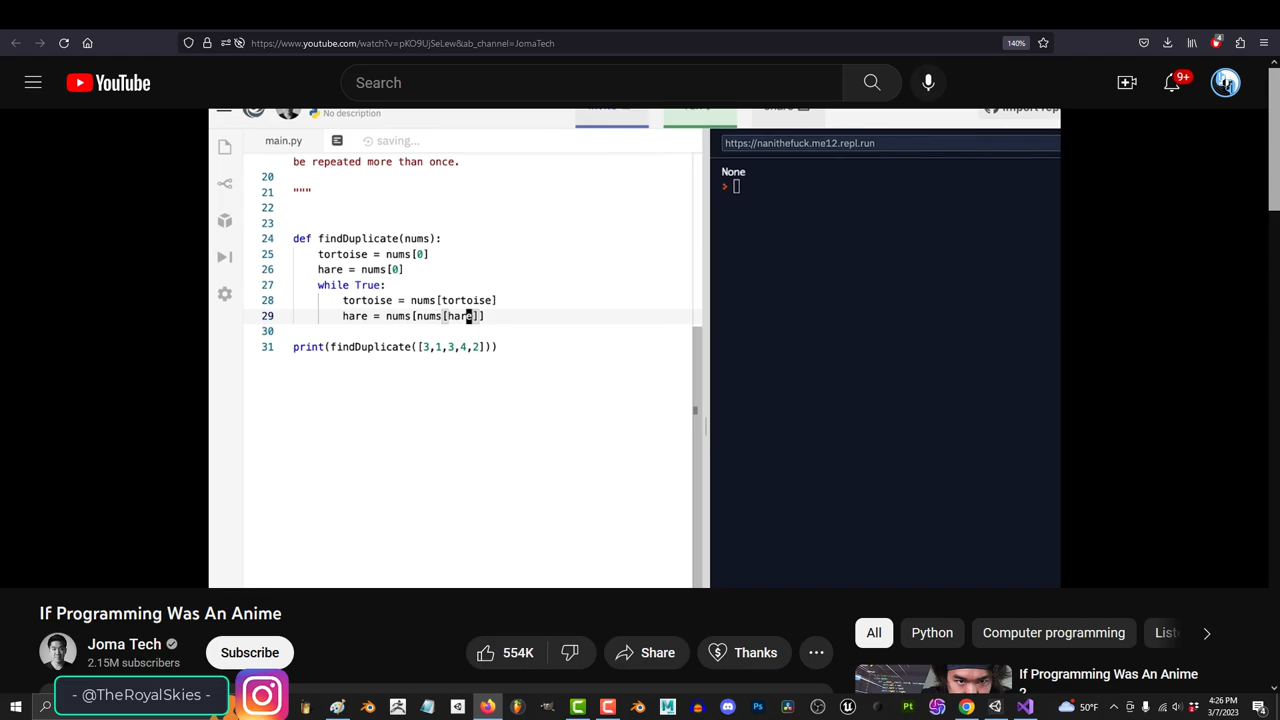 https://www.youtube.com/watch?v=pKO9UjSeLew&ab_channel=JomaTech
140%
4
YouTube
Search
9+
No description
main.py
saving...
https://nanithefuck.me12.repl.run
be repeated more than once.
None
20
21 """
22
23
24 def findDuplicate(nums):
25 tortoise = nums[0]
26 hare = nums[0]
27 while True:
28 tortoise = nums[tortoise]
29 hare = nums[nums[hare]]
30
31 print(findDuplicate([3,1,3,4,2]))
If Programming Was An Anime
Joma Tech
2.15M subscribers
Subscribe
554K
Share
Thanks
All
Python
Computer programming
If Programming Was An Anime
- @TheRoyalSkies -
50°F
4:26 PM
3/7/2023